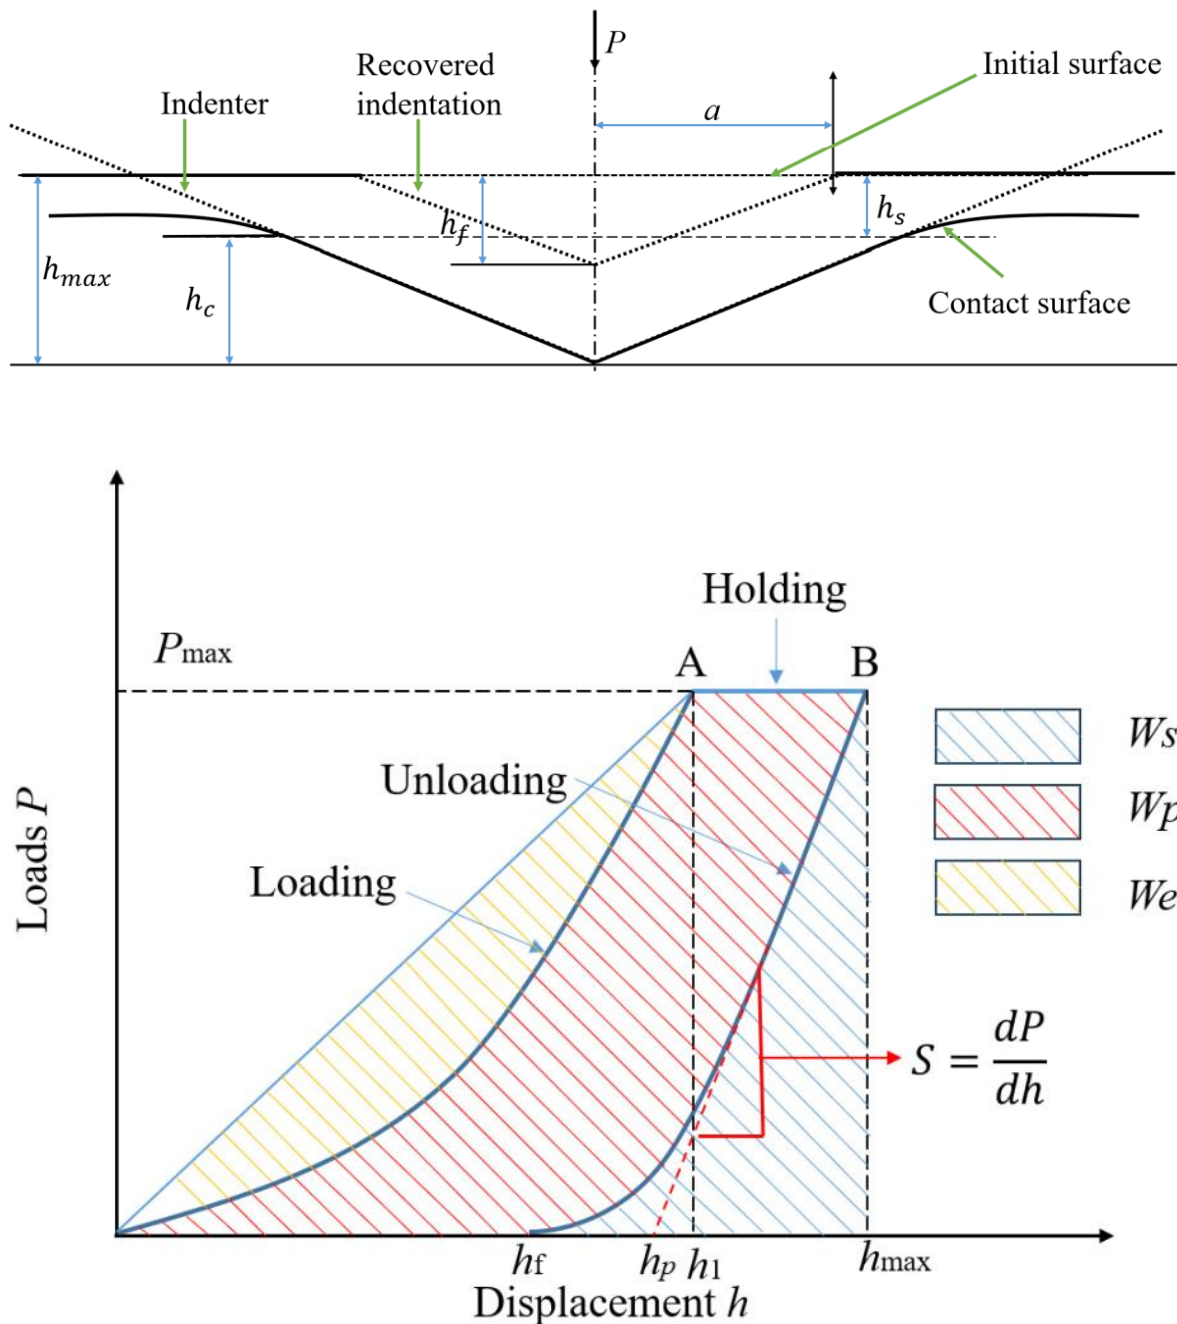 P
Recovered
indentation
Initial surface
Indenter
a
h_f
h_s
h_max
h_c
Contact surface
Holding
P_max
A
B
Ws
Unloading
Wp
Loading
We
Loads P
S = dP/dh
h_f
h_p
h_1
h_max
Displacement h